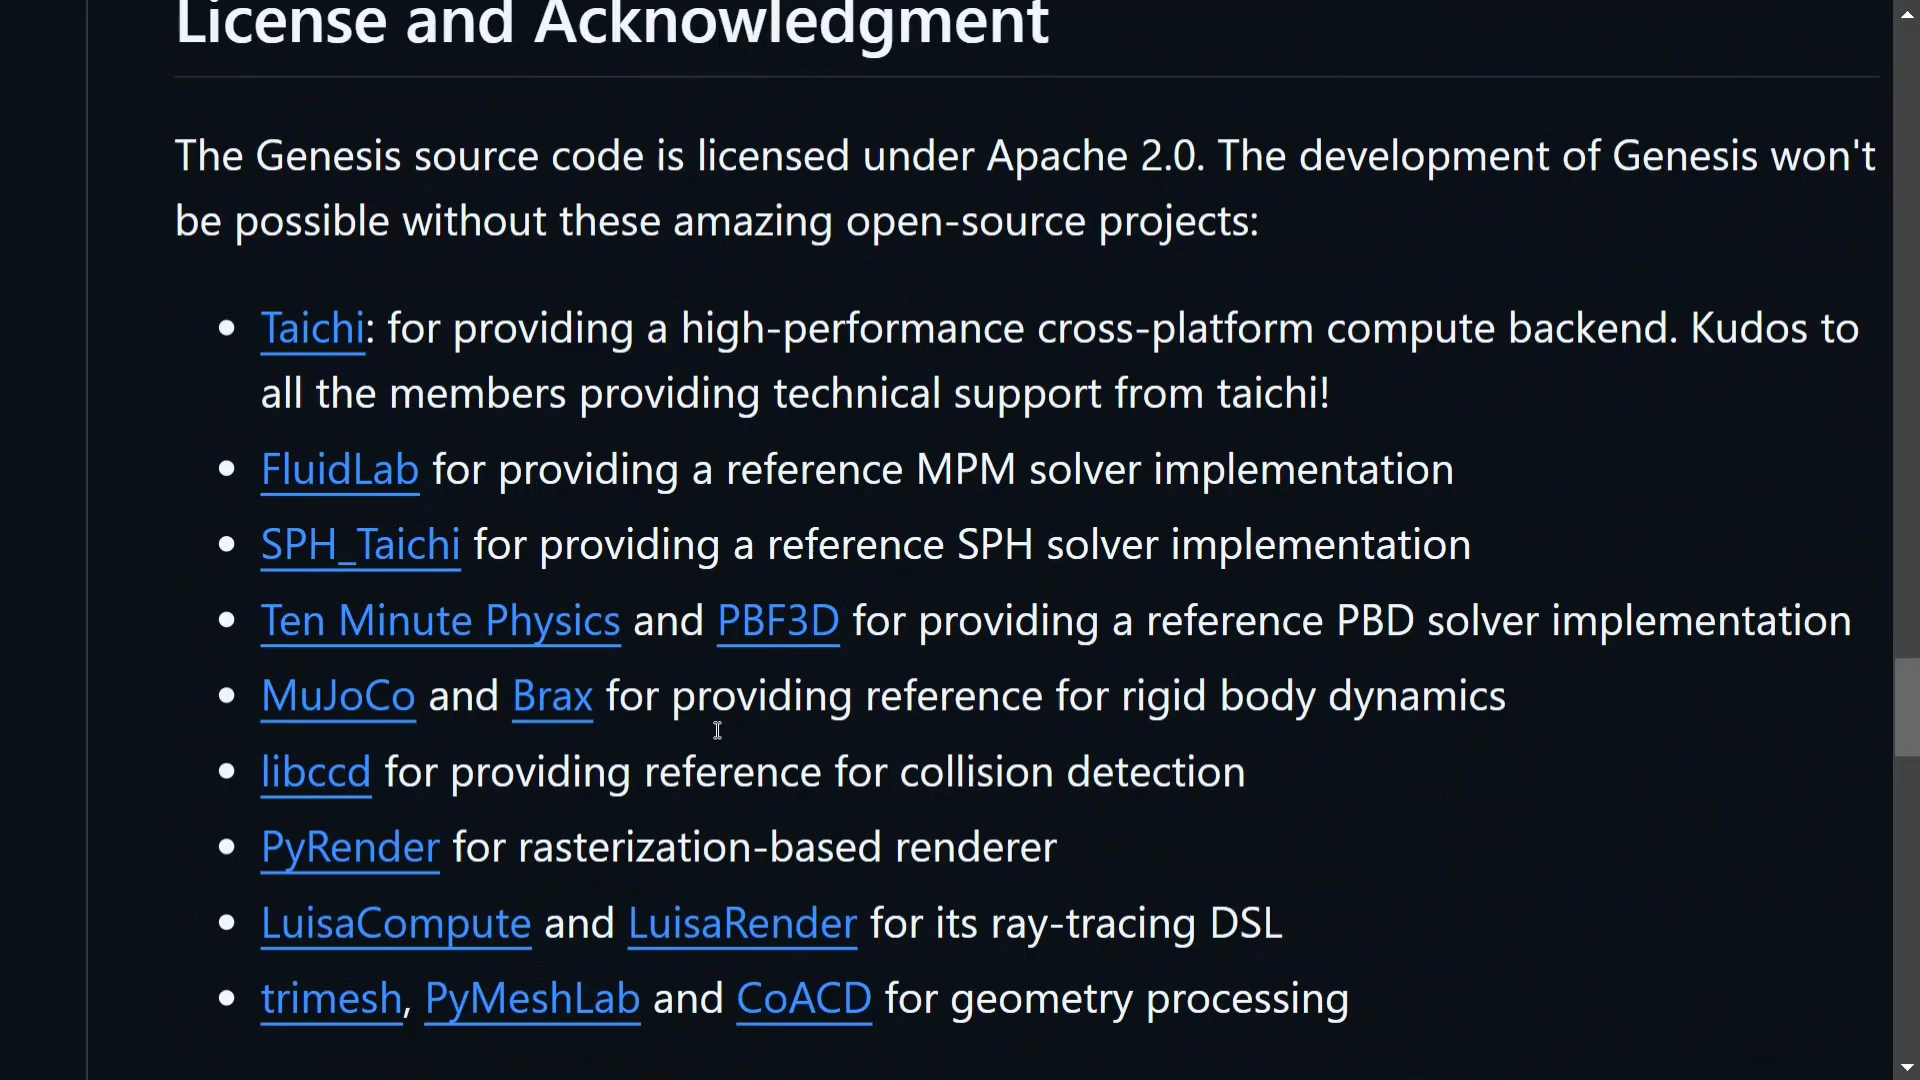 License and Acknowledgment
The Genesis source code is licensed under Apache 2.0. The development of Genesis won't
be possible without these amazing open-source projects:
Taichi: for providing a high-performance cross-platform compute backend. Kudos to
all the members providing technical support from taichi!
FluidLab for providing a reference MPM solver implementation
SPH_Taichi for providing a reference SPH solver implementation
Ten Minute Physics and PBF3D for providing a reference PBD solver implementation
MuJoCo and Brax for providing reference for rigid body dynamics
libccd for providing reference for collision detection
PyRender for rasterization-based renderer
LuisaCompute and LuisaRender for its ray-tracing DSL
trimesh, PyMeshLab and CoACD for geometry processing